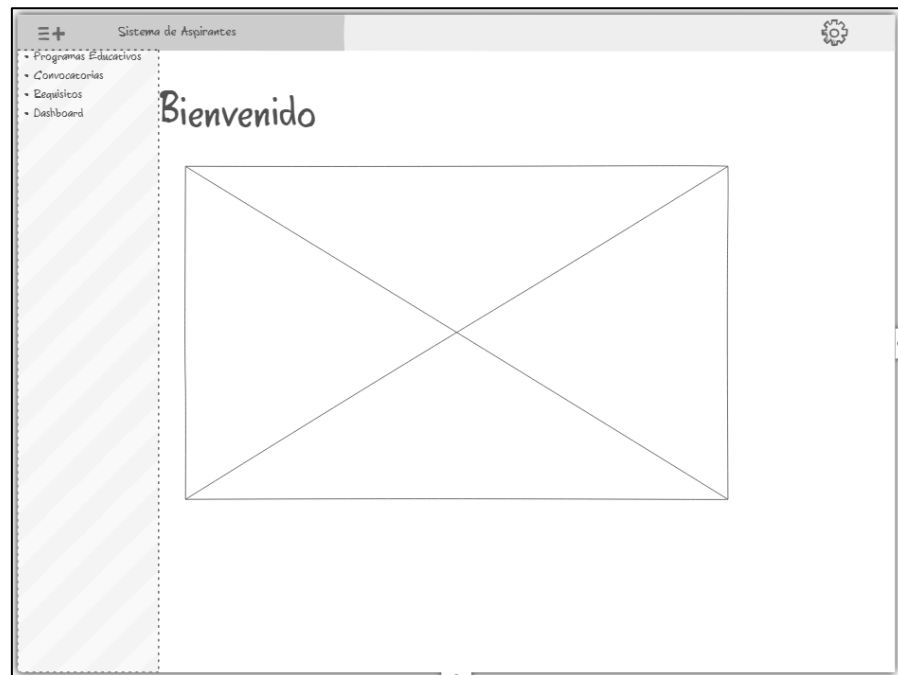 Sistema de Aspirantes
• Programas Educativos
• Convocatorias
• Requisitos
• Dashboard
Bienvenido